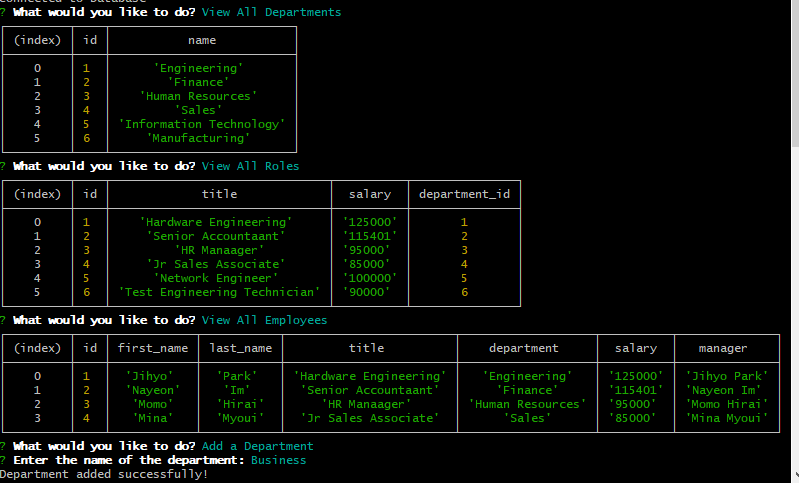 Connected to Database
? What would you like to do? View All Departments
(index) id name
0 1 'Engineering'
1 2 'Finance'
2 3 'Human Resources'
3 4 'Sales'
4 5 'Information Technology'
5 6 'Manufacturing'
? What would you like to do? View All Roles
(index) id title salary department_id
0 1 'Hardware Engineering' '125000' 1
1 2 'Senior Accountaant' '115401' 2
2 3 'HR Manaager' '95000' 3
3 4 'Jr Sales Associate' '85000' 4
4 5 'Network Engineer' '100000' 5
5 6 'Test Engineering Technician' '90000' 6
? What would you like to do? View All Employees
(index) id first_name last_name title department salary manager
0 1 'Jihyo' 'Park' 'Hardware Engineering' 'Engineering' '125000' 'Jihyo Park'
1 2 'Nayeon' 'Im' 'Senior Accountaant' 'Finance' '115401' 'Nayeon Im'
2 3 'Momo' 'Hirai' 'HR Manaager' 'Human Resources' '95000' 'Momo Hirai'
3 4 'Mina' 'Myoui' 'Jr Sales Associate' 'Sales' '85000' 'Mina Myoui'
? What would you like to do? Add a Department
? Enter the name of the department: Business
Department added successfully!